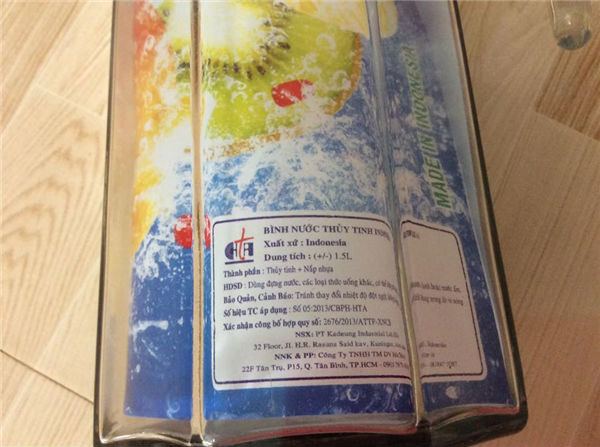 MADE IN INDONESIA
HTA
BÌNH NƯỚC THỦY TINH
Xuất xứ : Indonesia
Dung tích : (+/-) 1.5L
Thành phần : Thủy tinh + Nắp nhựa
HDSD : Dùng đựng nước, các loại thức uống khác, có thể
Bảo Quản, Cảnh Báo: Tránh thay đổi nhiệt độ đột ngột
Số hiệu TC áp dụng : Số 05:2013/CBPH-HTA
Xác nhận công bố hợp quy số: 2676/2013/ATTP-XNCB
NSX: PT Kedaung Industrial
32 Floor, Jl. H.R. Rasuna Said kav, Kuningan
NNK & PP: Công Ty TNHH TM DV
22F Tân Trụ, P15, Q. Tân Bình, TP.HCM -